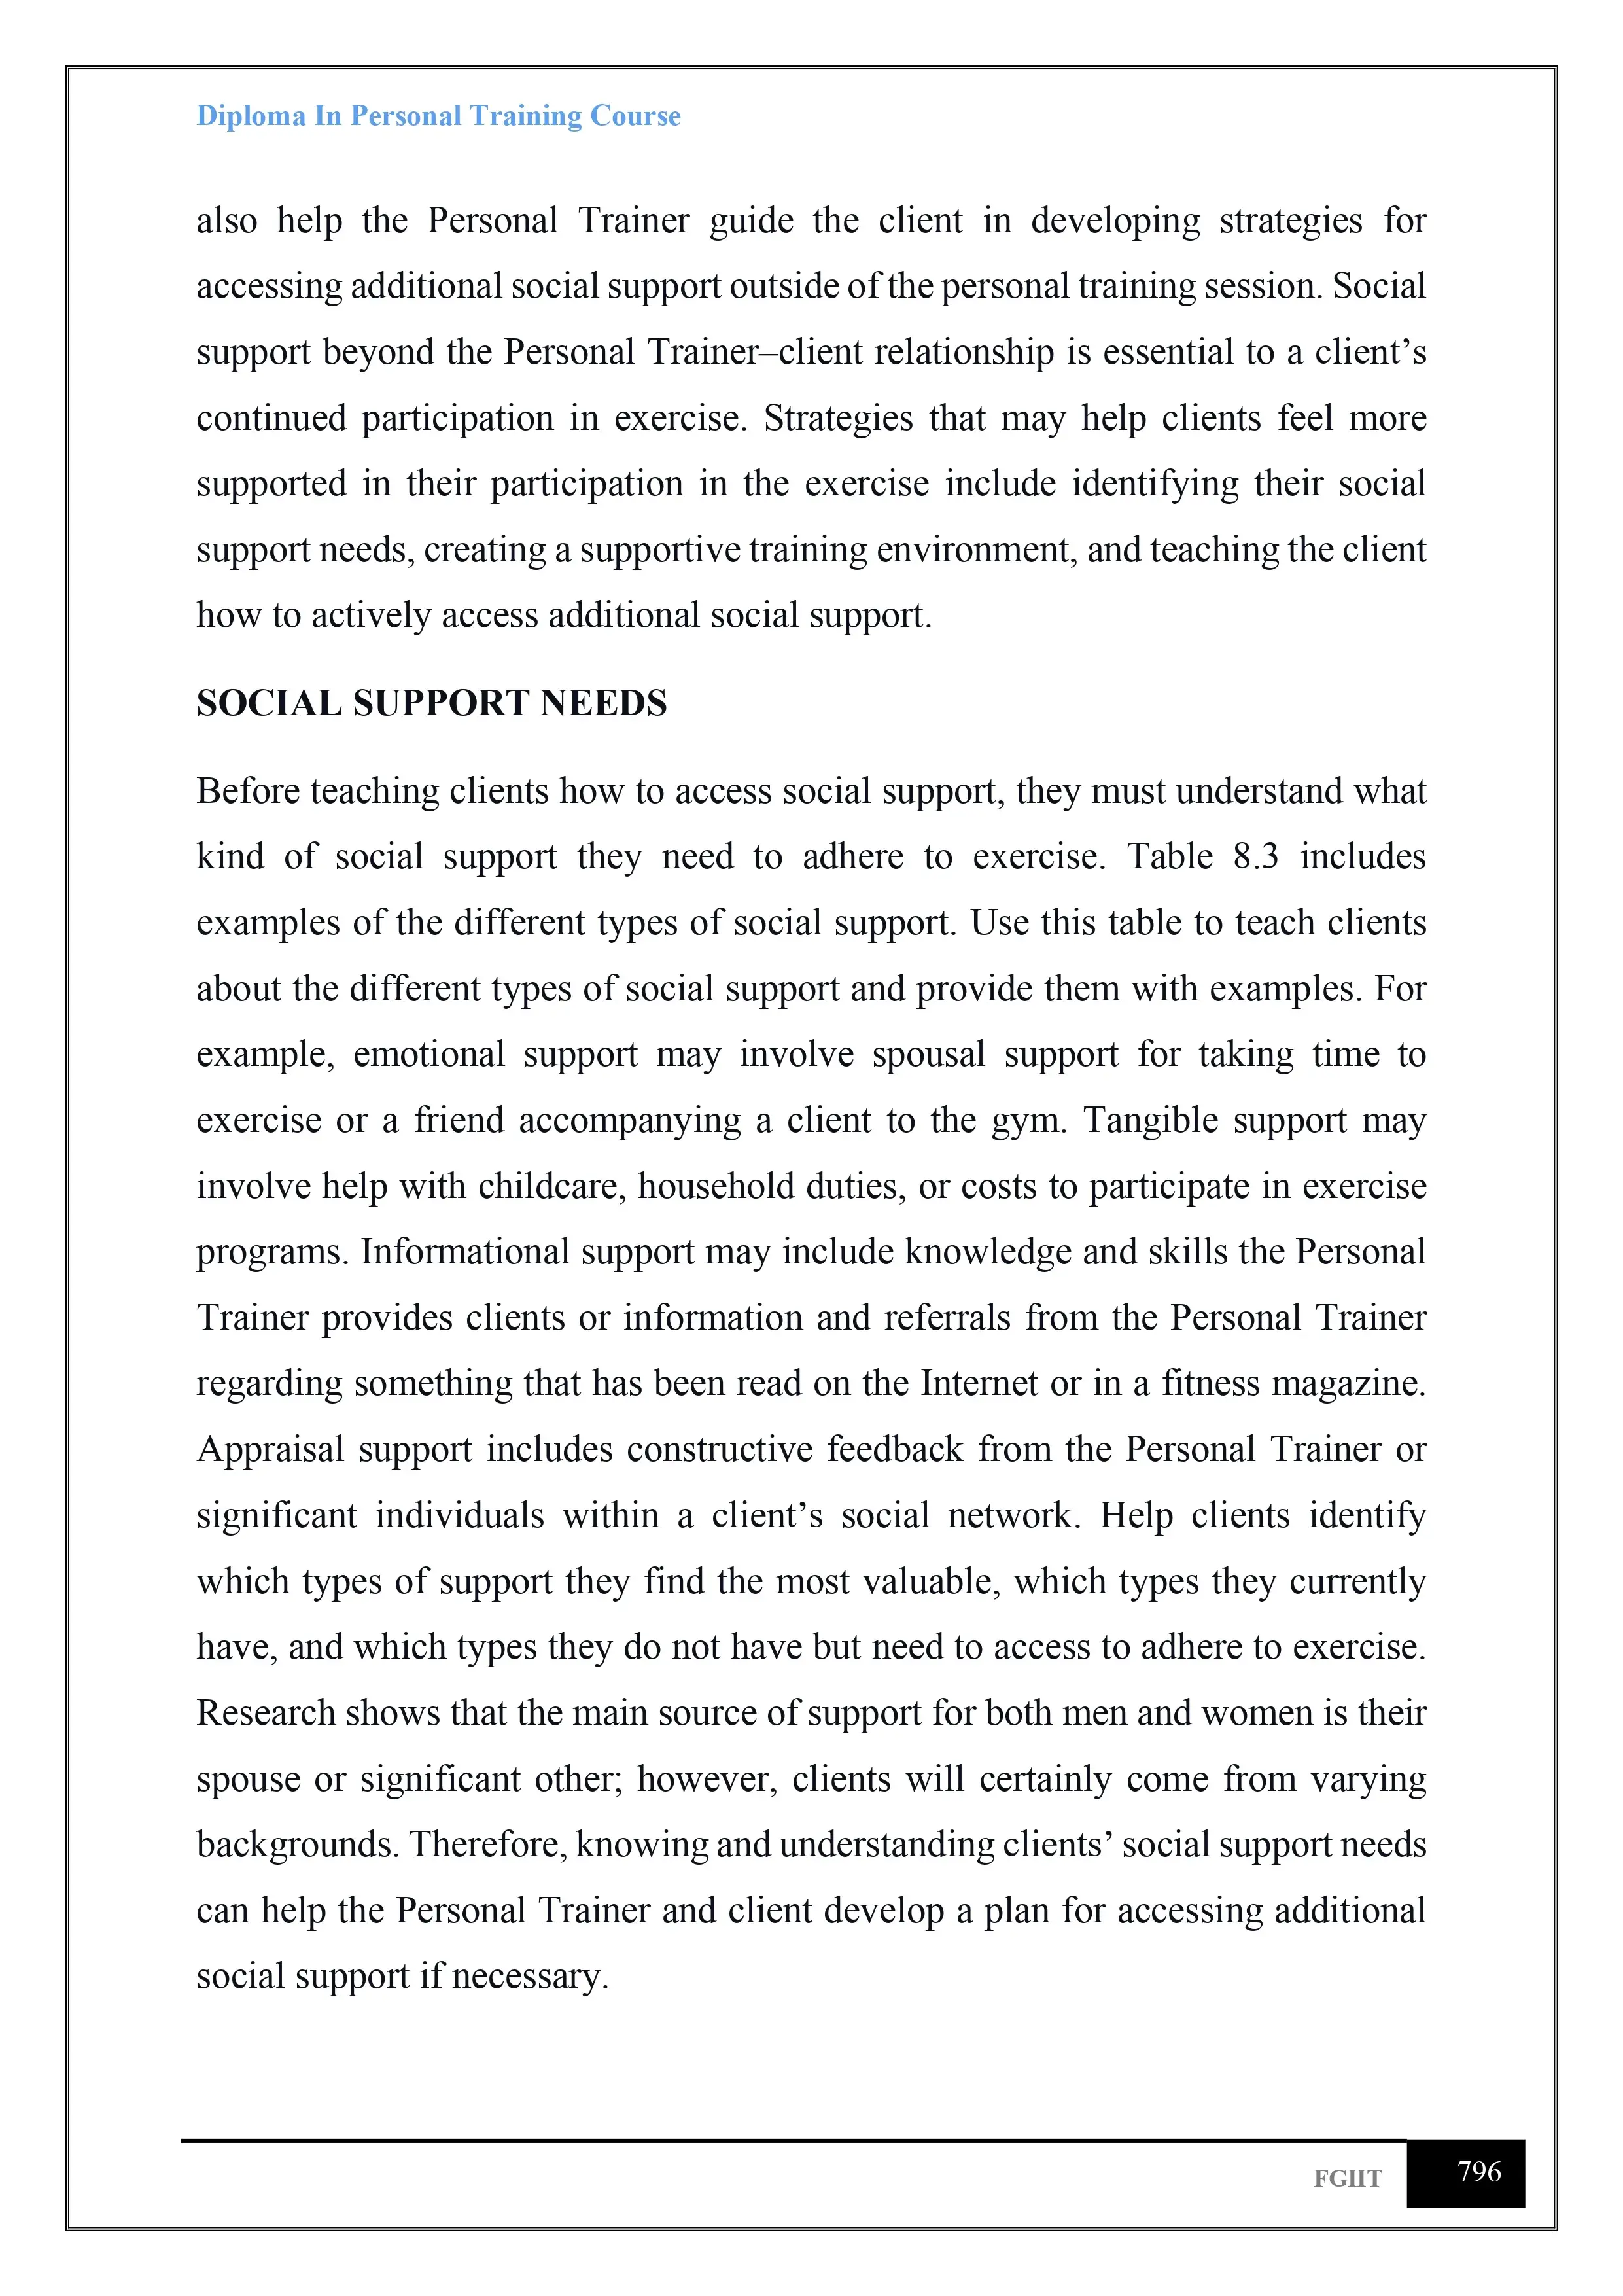 Diploma In Personal Training Course
also help the Personal Trainer guide the client in developing strategies for
accessing additional social support outside of the personal training session. Social
support beyond the Personal Trainer–client relationship is essential to a client’s
continued participation in exercise. Strategies that may help clients feel more
supported in their participation in the exercise include identifying their social
support needs, creating a supportive training environment, and teaching the client
how to actively access additional social support.
SOCIAL SUPPORT NEEDS
Before teaching clients how to access social support, they must understand what
kind of social support they need to adhere to exercise. Table 8.3 includes
examples of the different types of social support. Use this table to teach clients
about the different types of social support and provide them with examples. For
example, emotional support may involve spousal support for taking time to
exercise or a friend accompanying a client to the gym. Tangible support may
involve help with childcare, household duties, or costs to participate in exercise
programs. Informational support may include knowledge and skills the Personal
Trainer provides clients or information and referrals from the Personal Trainer
regarding something that has been read on the Internet or in a fitness magazine.
Appraisal support includes constructive feedback from the Personal Trainer or
significant individuals within a client’s social network. Help clients identify
which types of support they find the most valuable, which types they currently
have, and which types they do not have but need to access to adhere to exercise.
Research shows that the main source of support for both men and women is their
spouse or significant other; however, clients will certainly come from varying
backgrounds. Therefore, knowing and understanding clients’ social support needs
can help the Personal Trainer and client develop a plan for accessing additional
social support if necessary.
FGIIT
796